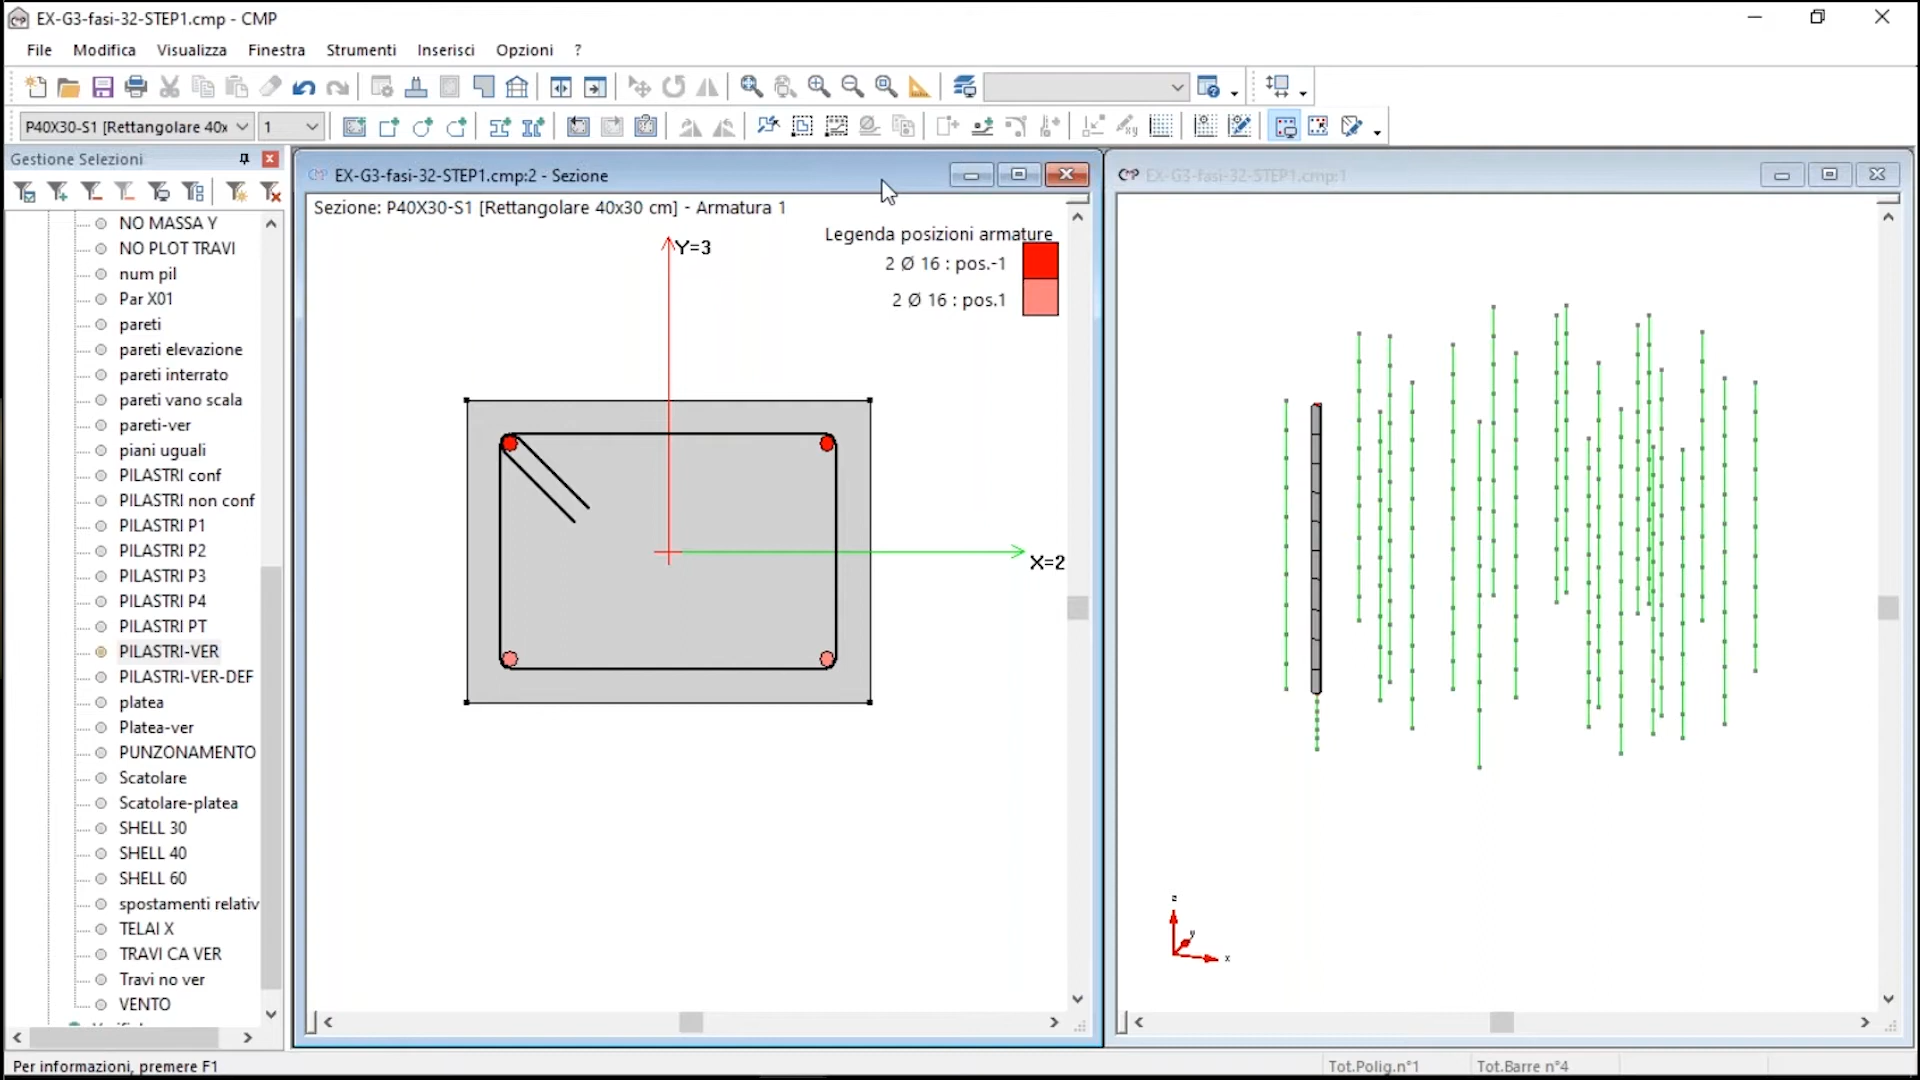 EX-G3-fasi-32-STEP1.cmp - CMP
File Modifica Visualizza Finestra Strumenti Inserisci Opzioni ?
P40X30-S1 [Rettangolare 40x 1
Gestione Selezioni
NO MASSA Y
NO PLOT TRAVI
num pil
Par X01
pareti
pareti elevazione
pareti interrato
pareti vano scala
pareti-ver
piani uguali
PILASTRI conf
PILASTRI non conf
PILASTRI P1
PILASTRI P2
PILASTRI P3
PILASTRI P4
PILASTRI PT
PILASTRI-VER
PILASTRI-VER-DEF
platea
Platea-ver
PUNZONAMENTO
Scatolare
Scatolare-platea
SHELL 30
SHELL 40
SHELL 60
spostamenti relativ
TELAI X
TRAVI CA VER
Travi no ver
VENTO
EX-G3-fasi-32-STEP1.cmp:2 - Sezione
Sezione: P40X30-S1 [Rettangolare 40x30 cm] - Armatura 1
Legenda posizioni armature
2 Ø 16 : pos.-1
2 Ø 16 : pos.1
Y=3
X=2
CMP EX-G3-fasi-32-STEP1.cmp:1
z
y
x
Per informazioni, premere F1
Tot.Polig.n°1 Tot.Barre n°4